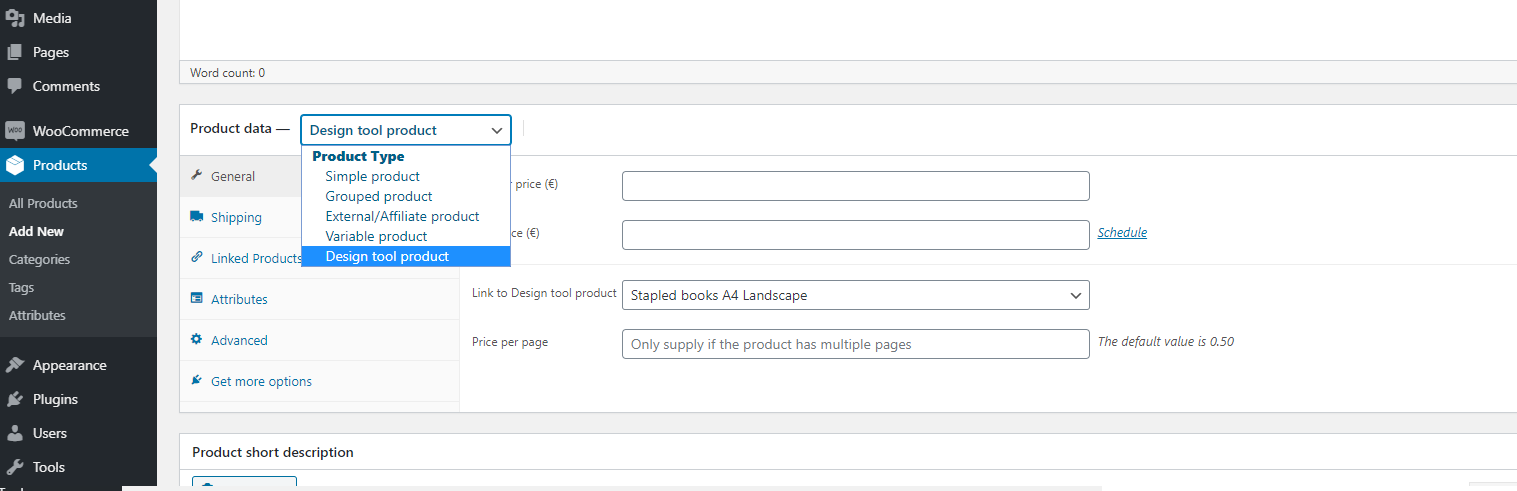 Media
Pages
Comments
WooCommerce
Products
All Products
Add New
Categories
Tags
Attributes
Appearance
Plugins
Users
Tools
Word count: 0
Product data — Design tool product
Product Type
Simple product
Grouped product
External/Affiliate product
Variable product
Design tool product
General
Shipping
Linked Products
Attributes
Advanced
Get more options
price (€)
(€)
Schedule
Link to Design tool product Stapled books A4 Landscape
Price per page Only supply if the product has multiple pages The default value is 0.50
Product short description